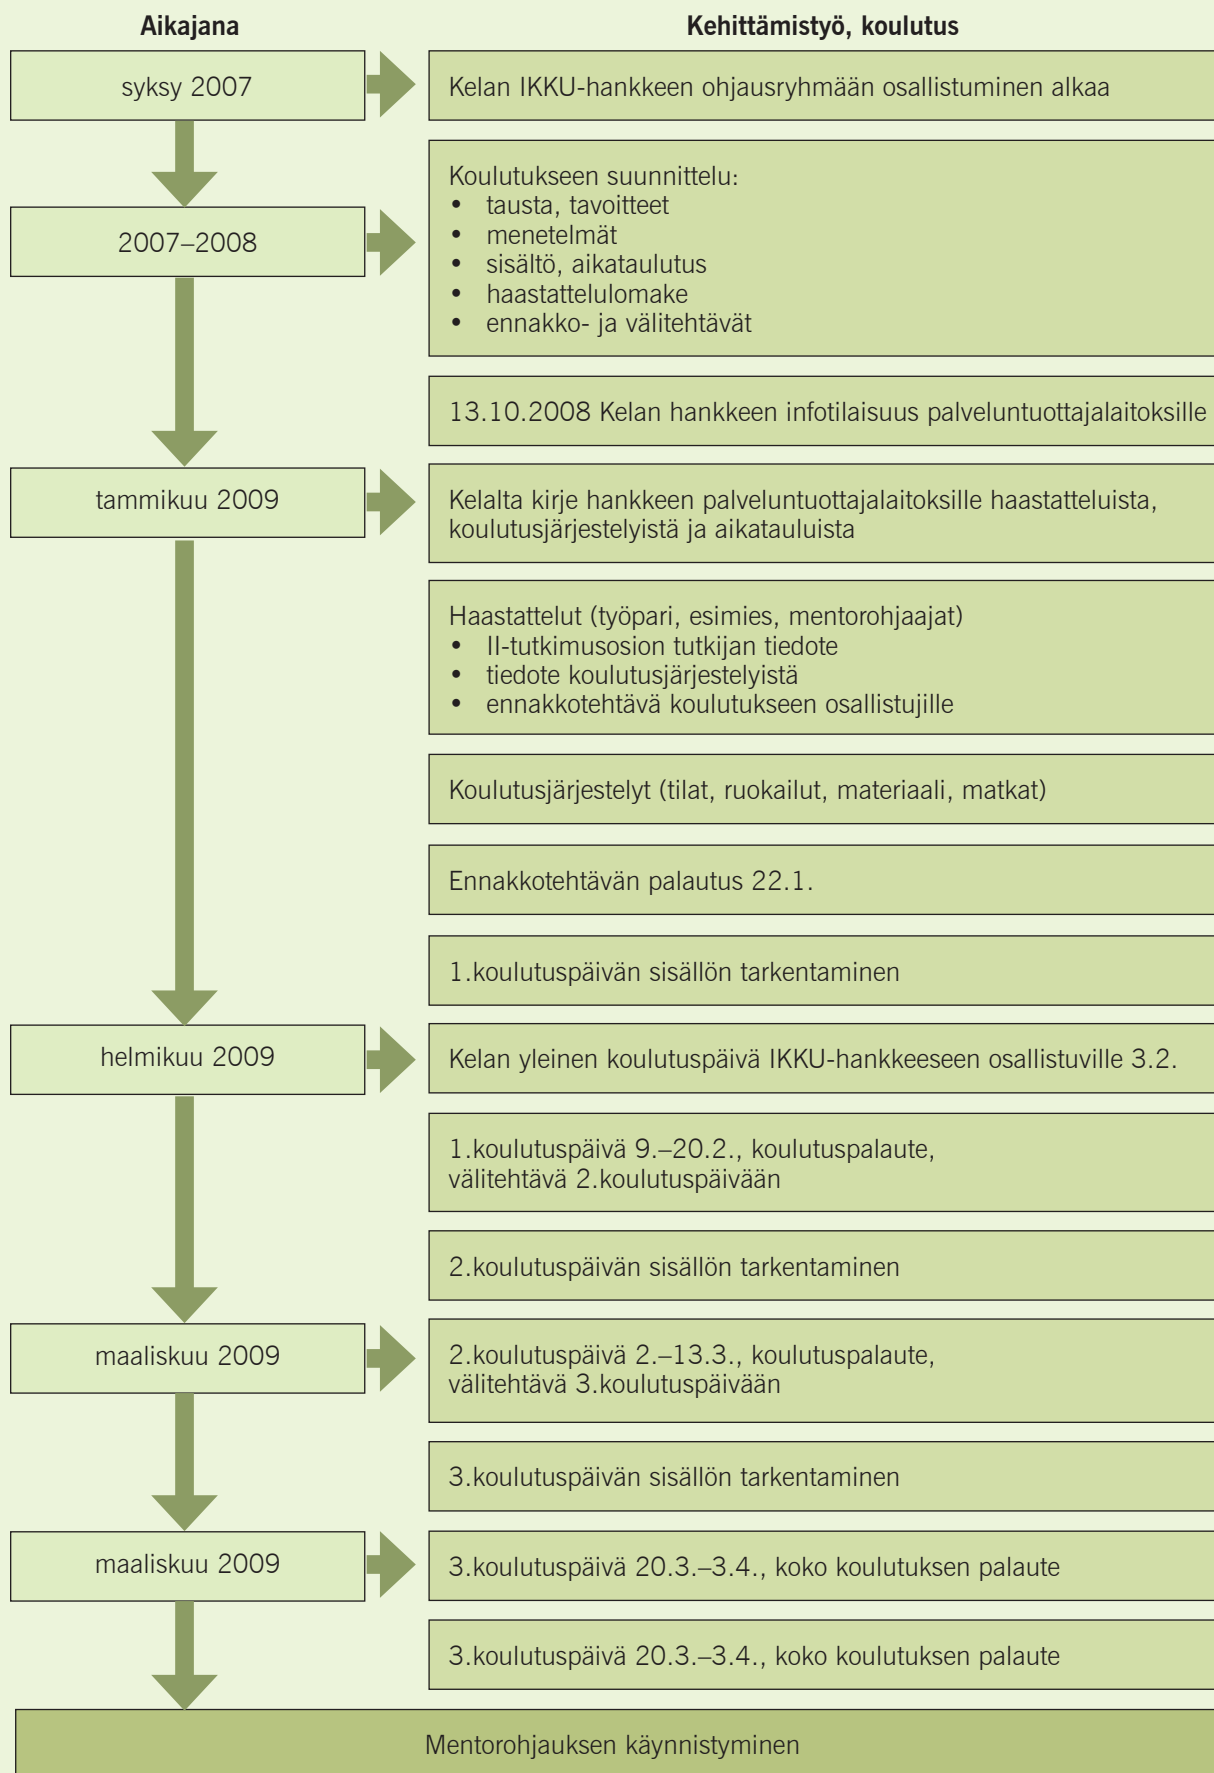 Aikajana
Kehittämistyö, koulutus
syksy 2007
Kelan IKKU-hankkeen ohjausryhmään osallistuminen alkaa
2007–2008
Koulutukseen suunnittelu:
• tausta, tavoitteet
• menetelmät
• sisältö, aikataulutus
• haastattelulomake
• ennakko- ja välitehtävät
13.10.2008 Kelan hankkeen infotilaisuus palveluntuottajalaitoksille
tammikuu 2009
Kelalta kirje hankkeen palveluntuottajalaitoksille haastatteluista,
koulutusjärjestelyistä ja aikatauluista
Haastattelut (työpari, esimies, mentorohjaajat)
• II-tutkimusosion tutkijan tiedote
• tiedote koulutusjärjestelyistä
• ennakkotehtävä koulutukseen osallistujille
Koulutusjärjestelyt (tilat, ruokailut, materiaali, matkat)
Ennakkotehtävän palautus 22.1.
1.koulutuspäivän sisällön tarkentaminen
helmikuu 2009
Kelan yleinen koulutuspäivä IKKU-hankkeeseen osallistuville 3.2.
1.koulutuspäivä 9.–20.2., koulutuspalaute,
välitehtävä 2.koulutuspäivään
2.koulutuspäivän sisällön tarkentaminen
maaliskuu 2009
2.koulutuspäivä 2.–13.3., koulutuspalaute,
välitehtävä 3.koulutuspäivään
3.koulutuspäivän sisällön tarkentaminen
maaliskuu 2009
3.koulutuspäivä 20.3.–3.4., koko koulutuksen palaute
3.koulutuspäivä 20.3.–3.4., koko koulutuksen palaute
Mentorohjauksen käynnistyminen